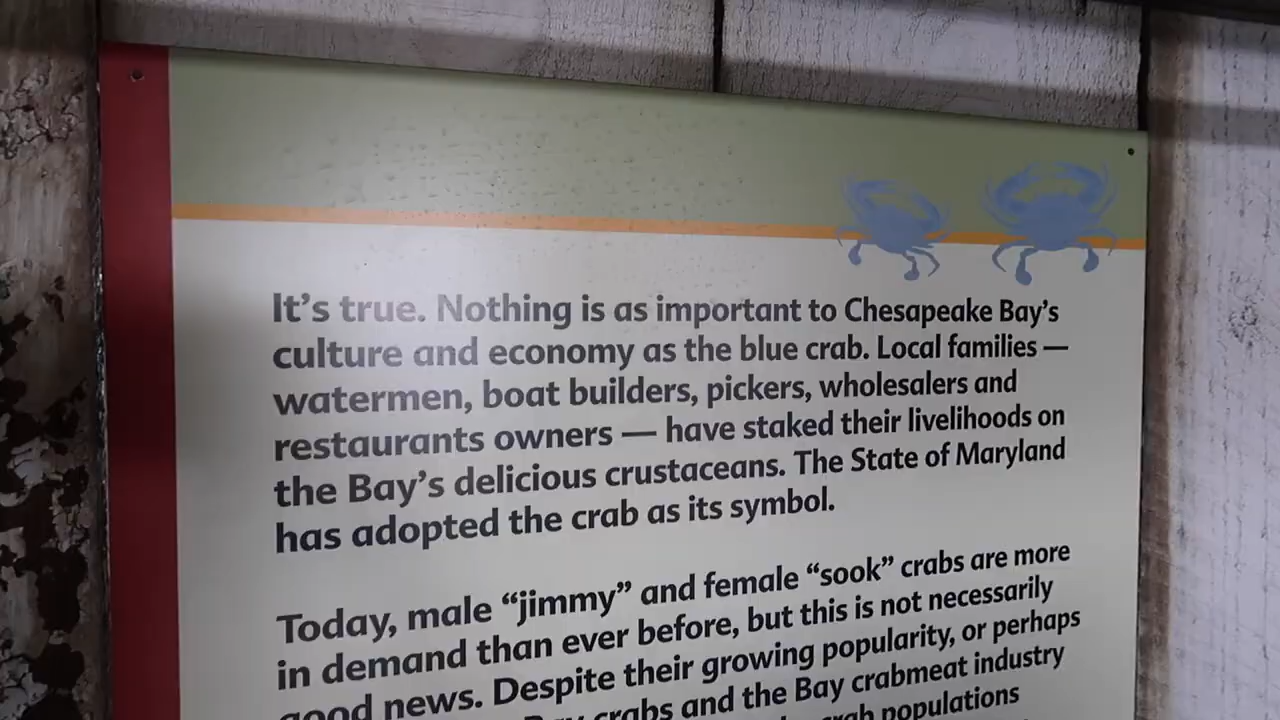 It's true. Nothing is as important to Chesapeake Bay's
culture and economy as the blue crab. Local families —
watermen, boat builders, pickers, wholesalers and
restaurants owners — have staked their livelihoods on
the Bay's delicious crustaceans. The State of Maryland
has adopted the crab as its symbol.
Today, male “jimmy” and female “sook” crabs are more
in demand than ever before, but this is not necessarily
good news. Despite their growing popularity, or perhaps
Bay crabs and the Bay crabmeat industry
crab populations